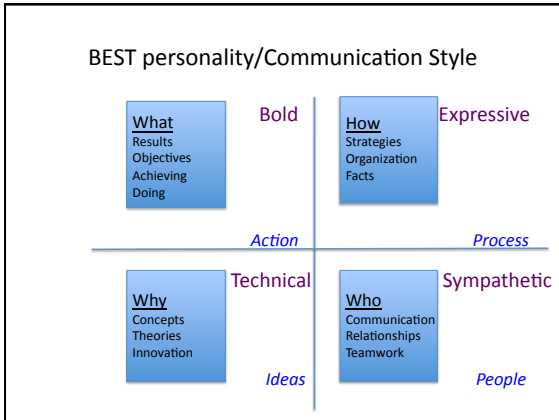 BEST personality/Communication Style
Bold
What
Results
Objectives
Achieving
Doing
Action
Expressive
How
Strategies
Organization
Facts
Process
Technical
Why
Concepts
Theories
Innovation
Ideas
Sympathetic
Who
Communication
Relationships
Teamwork
People